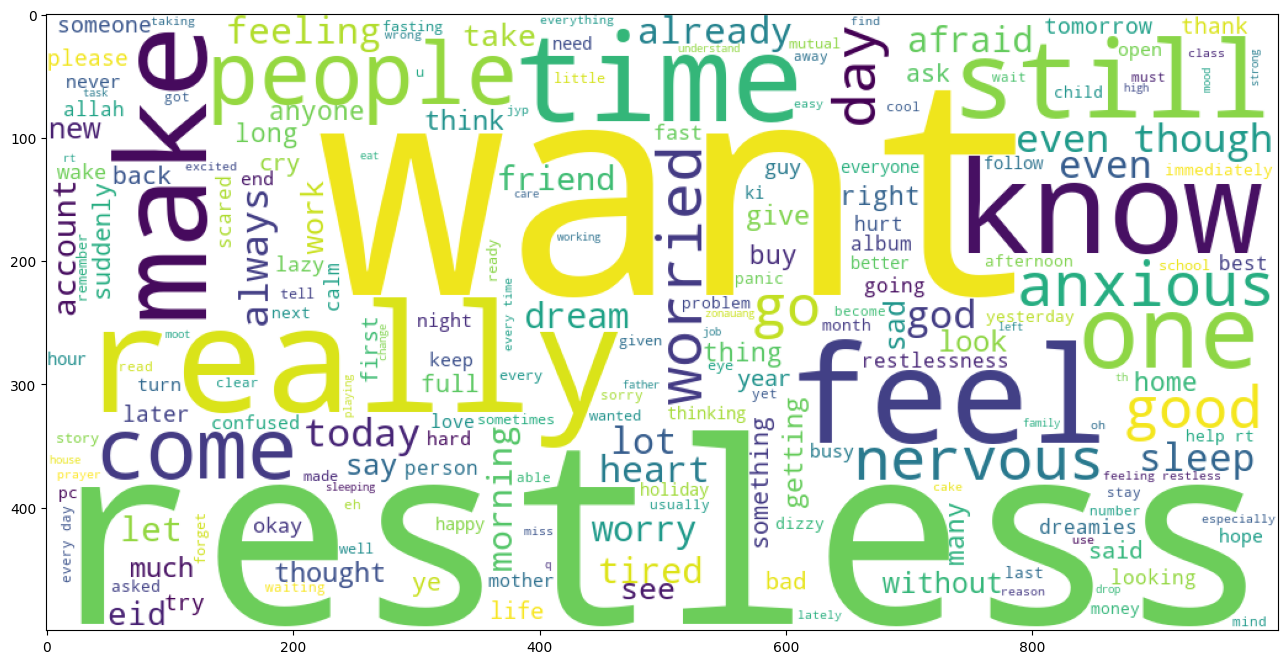 0
someone
taking
make
feeling
take
everything
already
find
afraid
tomorrow
thank
wrong
fasting
need
understand
mutual
day
open
class
please
people
u
time
little
away
ask
wait
still
must
mood
strong
never
task
got
allah
anyone
jyp
easy
cool
child
high
100
new
long
think
fast
even though
rt
wake
back
excited
cry
end
eat
want
friend
care
worried
guy
everyone
follow
even
immediately
account
suddenly
scared
always
work
ki
right
know
give
hurt
remember
lazy
calm
ready
working
buy
album
better
afternoon
school
best
200
tell
next
panic
going
anxious
problem
zonauang
go
become
sad
god
yesterday
moot
really
first
change
night
every time
dream
given
job
month
look
left
one
hour
read
turn
clear
keep
full
every
father
thing
eye
year
restlessness
th
home
300
later
playing
sorry
yet
feel
good
story
confused
love
sometimes
wanted
thinking
family
oh
help rt
house
come
today
hard
morning
lot
something
getting
busy
nervous
sleep
prayer
made
say
person
able
heart
feeling restless
pc
sleeping
restless
holiday
cake
stay
400
every day
let
forget
okay
eh
happy
miss
usually
worry
dizzy
many
dreamies
number
especially
well
use
said
hope
much
thought
q
tired
asked
waiting
ye
mother
see
bad
without
last
looking
eid
try
life
reason
drop
lately
money
mind
0
200
400
600
800